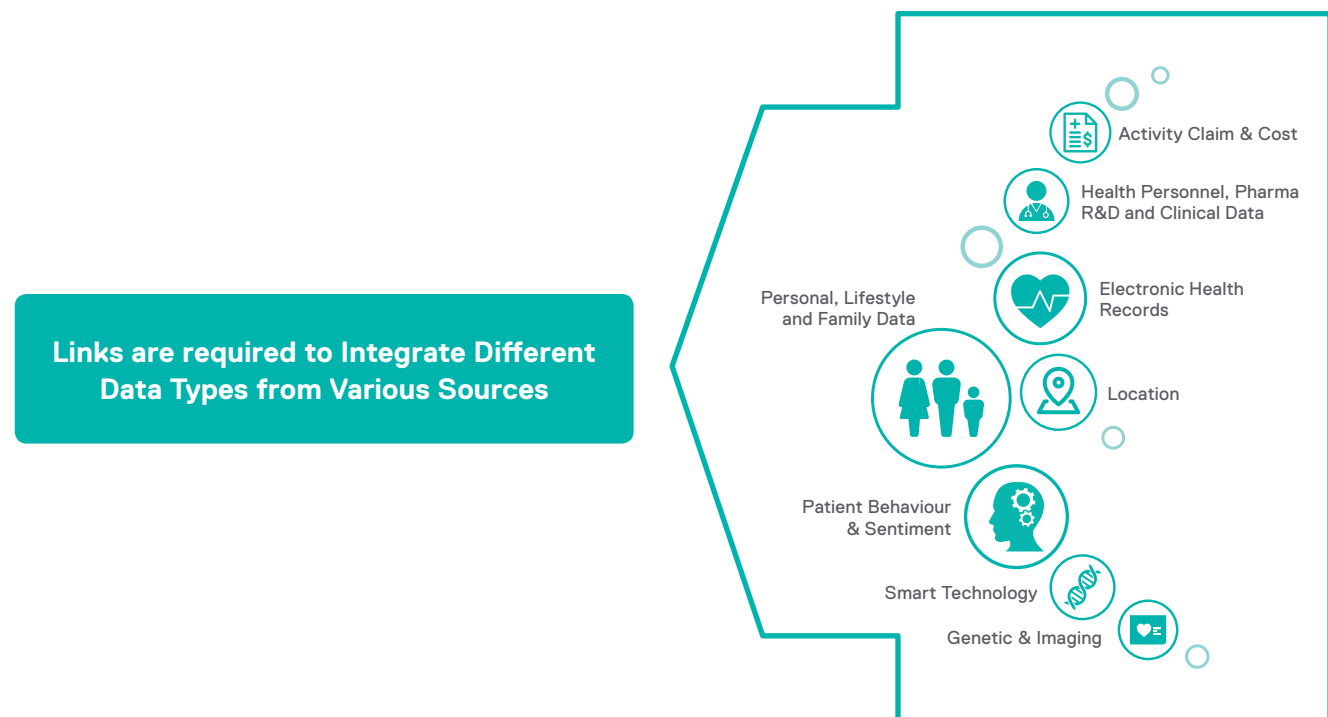 Links are required to Integrate Different
Data Types from Various Sources
Activity Claim & Cost
Health Personnel, Pharma
R&D and Clinical Data
Electronic Health
Records
Personal, Lifestyle
and Family Data
Location
Patient Behaviour
& Sentiment
Smart Technology
Genetic & Imaging